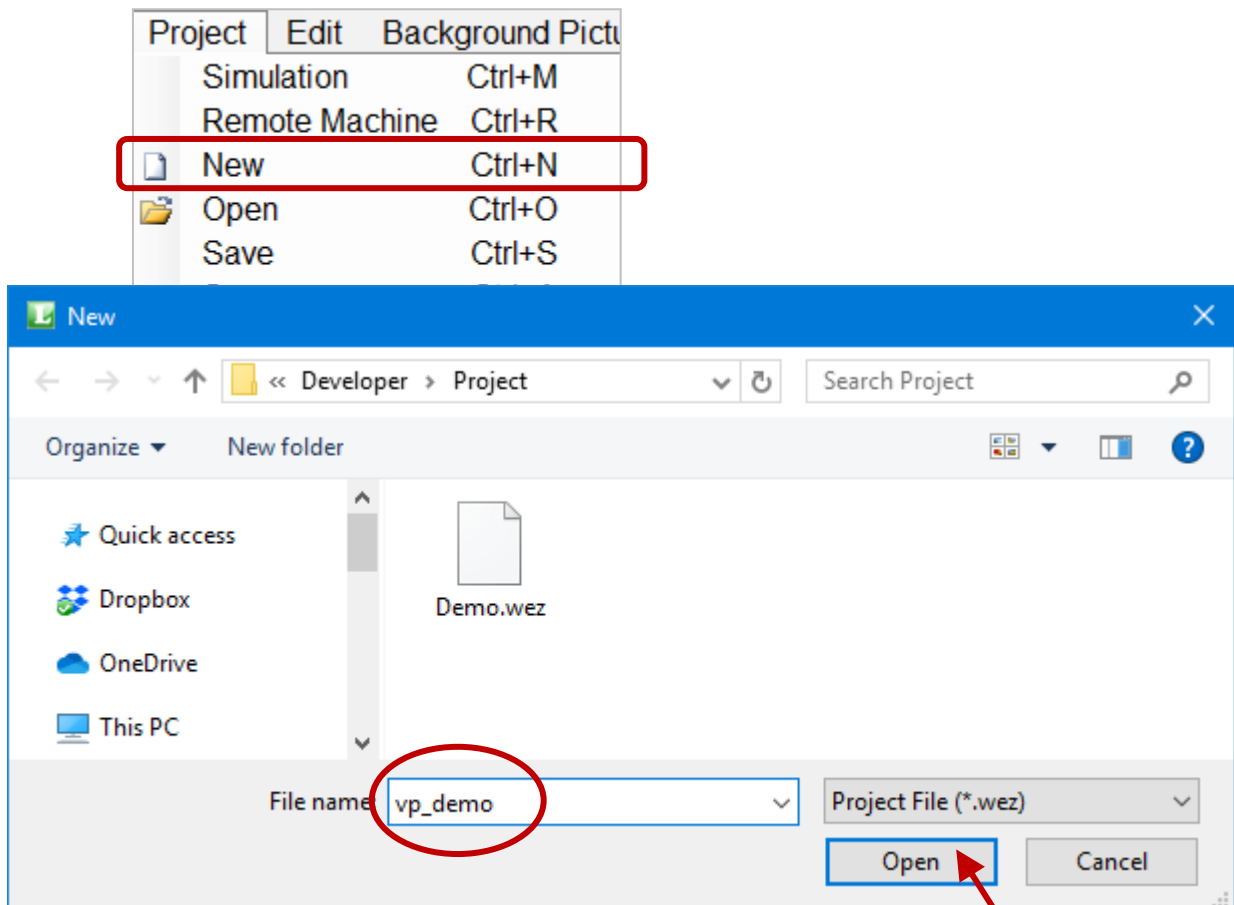 Project Edit Background Pictu
Simulation Ctrl+M
Remote Machine Ctrl+R
New Ctrl+N
Open Ctrl+O
Save Ctrl+S
L New
« Developer > Project Search Project
Organize New folder ?
Quick access
Dropbox
OneDrive
This PC
Demo.wez
File name vp_demo Project File (*.wez)
Open Cancel